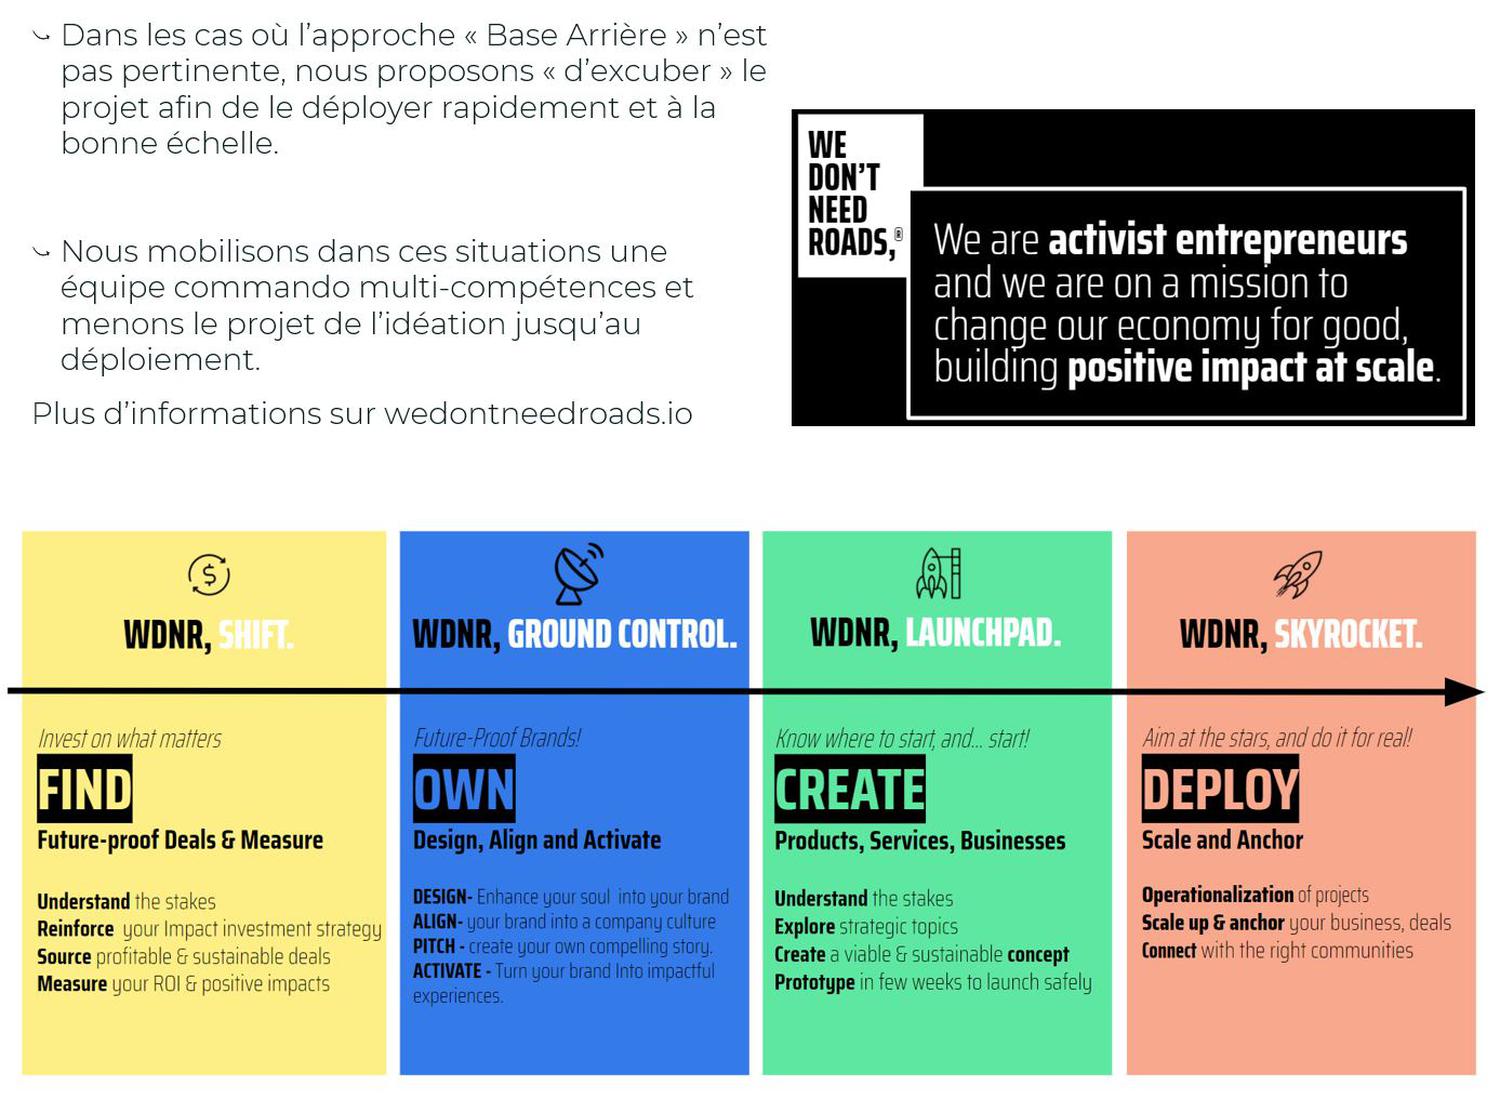 Dans les cas où l’approche « Base Arrière » n’est
pas pertinente, nous proposons « d’excuber » le
projet afin de le déployer rapidement et à la
bonne échelle.
Nous mobilisons dans ces situations une
équipe commando multi-compétences et
menons le projet de l’idéation jusqu’au
déploiement.
Plus d’informations sur wedontneedroads.io
WE
DON’T
NEED
ROADS,®
We are activist entrepreneurs
and we are on a mission to
change our economy for good,
building positive impact at scale.
$
WDNR, SHIFT.
Invest on what matters
FIND
Future-proof Deals & Measure
Understand the stakes
Reinforce your Impact investment strategy
Source profitable & sustainable deals
Measure your ROI & positive impacts
WDNR, GROUND CONTROL.
Future-Proof Brands!
OWN
Design, Align and Activate
DESIGN- Enhance your soul into your brand
ALIGN- your brand into a company culture
PITCH - create your own compelling story.
ACTIVATE - Turn your brand Into impactful
experiences.
WDNR, LAUNCHPAD.
Know where to start, and... start!
CREATE
Products, Services, Businesses
Understand the stakes
Explore strategic topics
Create a viable & sustainable concept
Prototype in few weeks to launch safely
WDNR, SKYROCKET.
Aim at the stars, and do it for real!
DEPLOY
Scale and Anchor
Operationalization of projects
Scale up & anchor your business, deals
Connect with the right communities